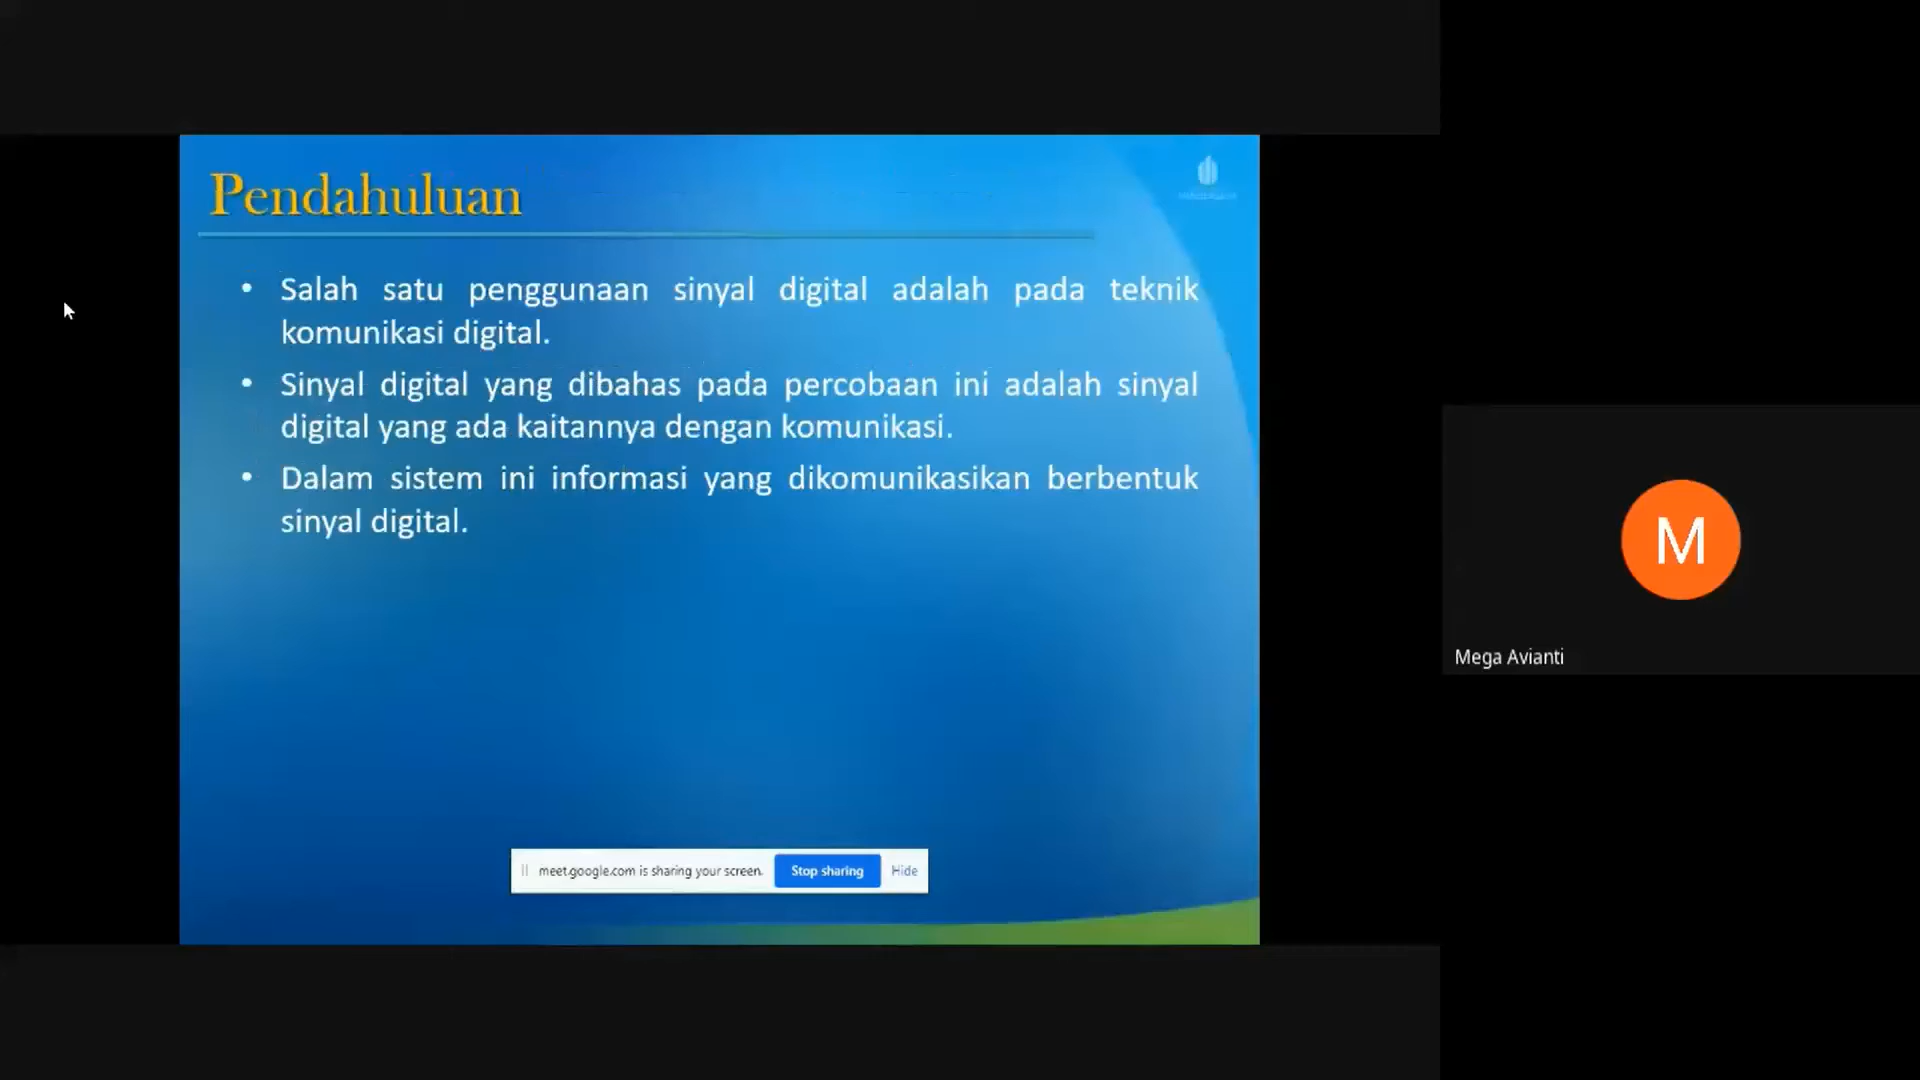 Pendahuluan
• Salah satu penggunaan sinyal digital adalah pada teknik
komunikasi digital.
• Sinyal digital yang dibahas pada percobaan ini adalah sinyal
digital yang ada kaitannya dengan komunikasi.
• Dalam sistem ini informasi yang dikomunikasikan berbentuk
sinyal digital.
meet.google.com is sharing your screen. Stop sharing Hide
M
Mega Avianti